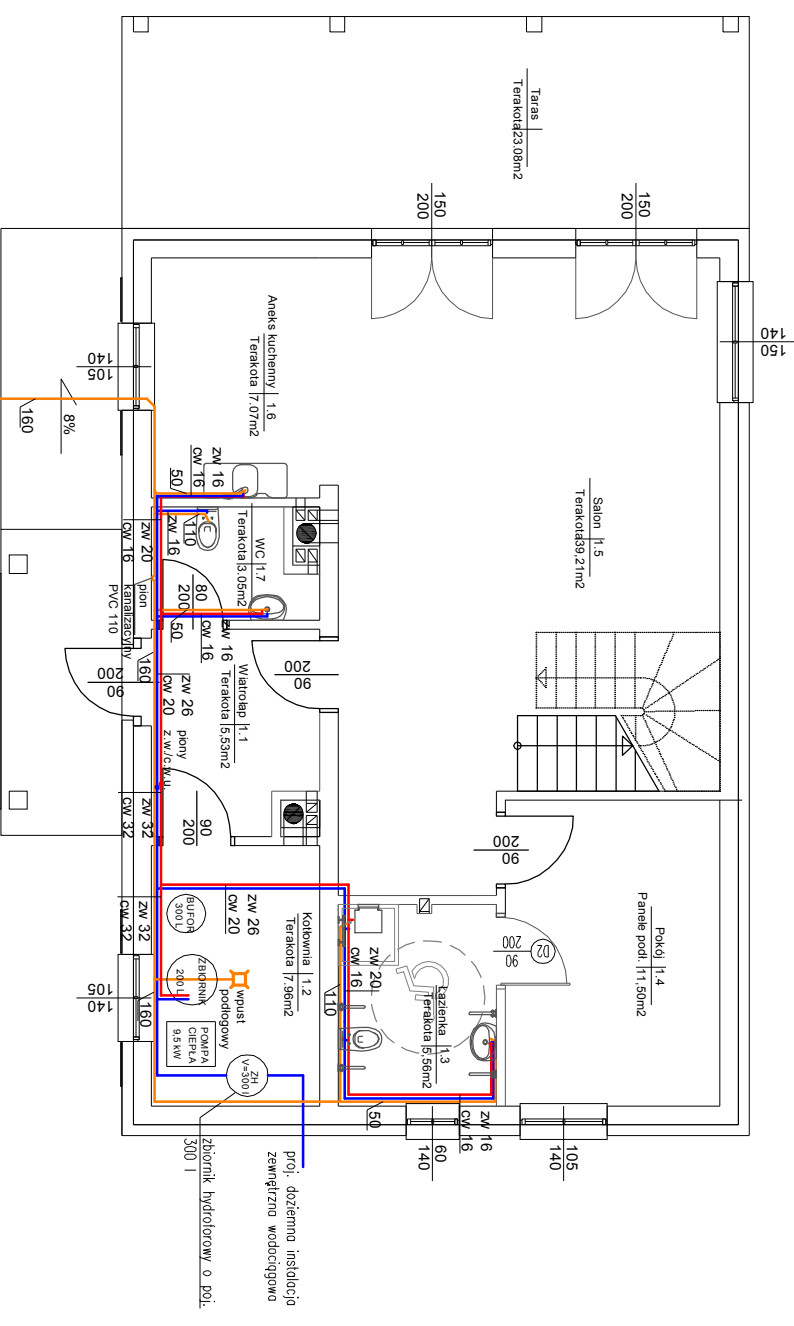 Taras
Terakota 23.08m2
150
200
150
200
140
150
140
105
Aneks kuchenny 1.6
Terakota 7.07m2
Salon 1.5
Terakota 39,21m2
8%
160
zw 16
cw 16
50
WC 1.7
Terakota 3.05m2
110
zw 16
zw 20
cw 16
80
200
pion
kanalizacyjny
PVC 110
50
zw 16
cw 16
160
90
200
Wiatrołap 1.1
Terakota 5,53m2
90
200
zw 26
cw 20
piony
z.w./c.w.u.
90
200
zw 32
cw 32
90
200
Pokój 1.4
Panele podł. 11,50m2
D2
90
200
zw 32
cw 32
BUFOR
300 L
zw 26
cw 20
Kotłownia 1.2
Terakota 7.96m2
ZBIORNIK
200 L
wpust
podłogowy
POMPA
CIEPŁA
9,5 kW
ZH
V=300 l
105
140
160
zw 20
cw 16
110
Łazienka 1.3
Terakota 5,56m2
50
zw 16
cw 16
60
140
105
140
proj. doziemna instalacja
zewnętrzna wodociągowa
zbiornik hydroforowy o poj.
300 l